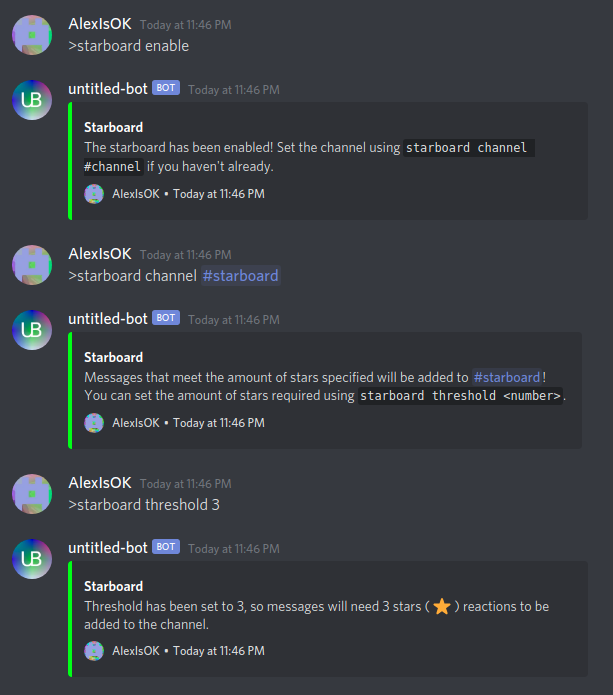 AlexIsOK Today at 11:46 PM
>starboard enable
UB
untitled-bot BOT Today at 11:46 PM
Starboard
The starboard has been enabled! Set the channel using starboard channel
#channel if you haven't already.
AlexIsOK • Today at 11:46 PM
AlexIsOK Today at 11:46 PM
>starboard channel #starboard
UB
untitled-bot BOT Today at 11:46 PM
Starboard
Messages that meet the amount of stars specified will be added to #starboard!
You can set the amount of stars required using starboard threshold <number>.
AlexIsOK • Today at 11:46 PM
AlexIsOK Today at 11:46 PM
>starboard threshold 3
UB
untitled-bot BOT Today at 11:46 PM
Starboard
Threshold has been set to 3, so messages will need 3 stars ( ⭐ ) reactions to be
added to the channel.
AlexIsOK • Today at 11:46 PM